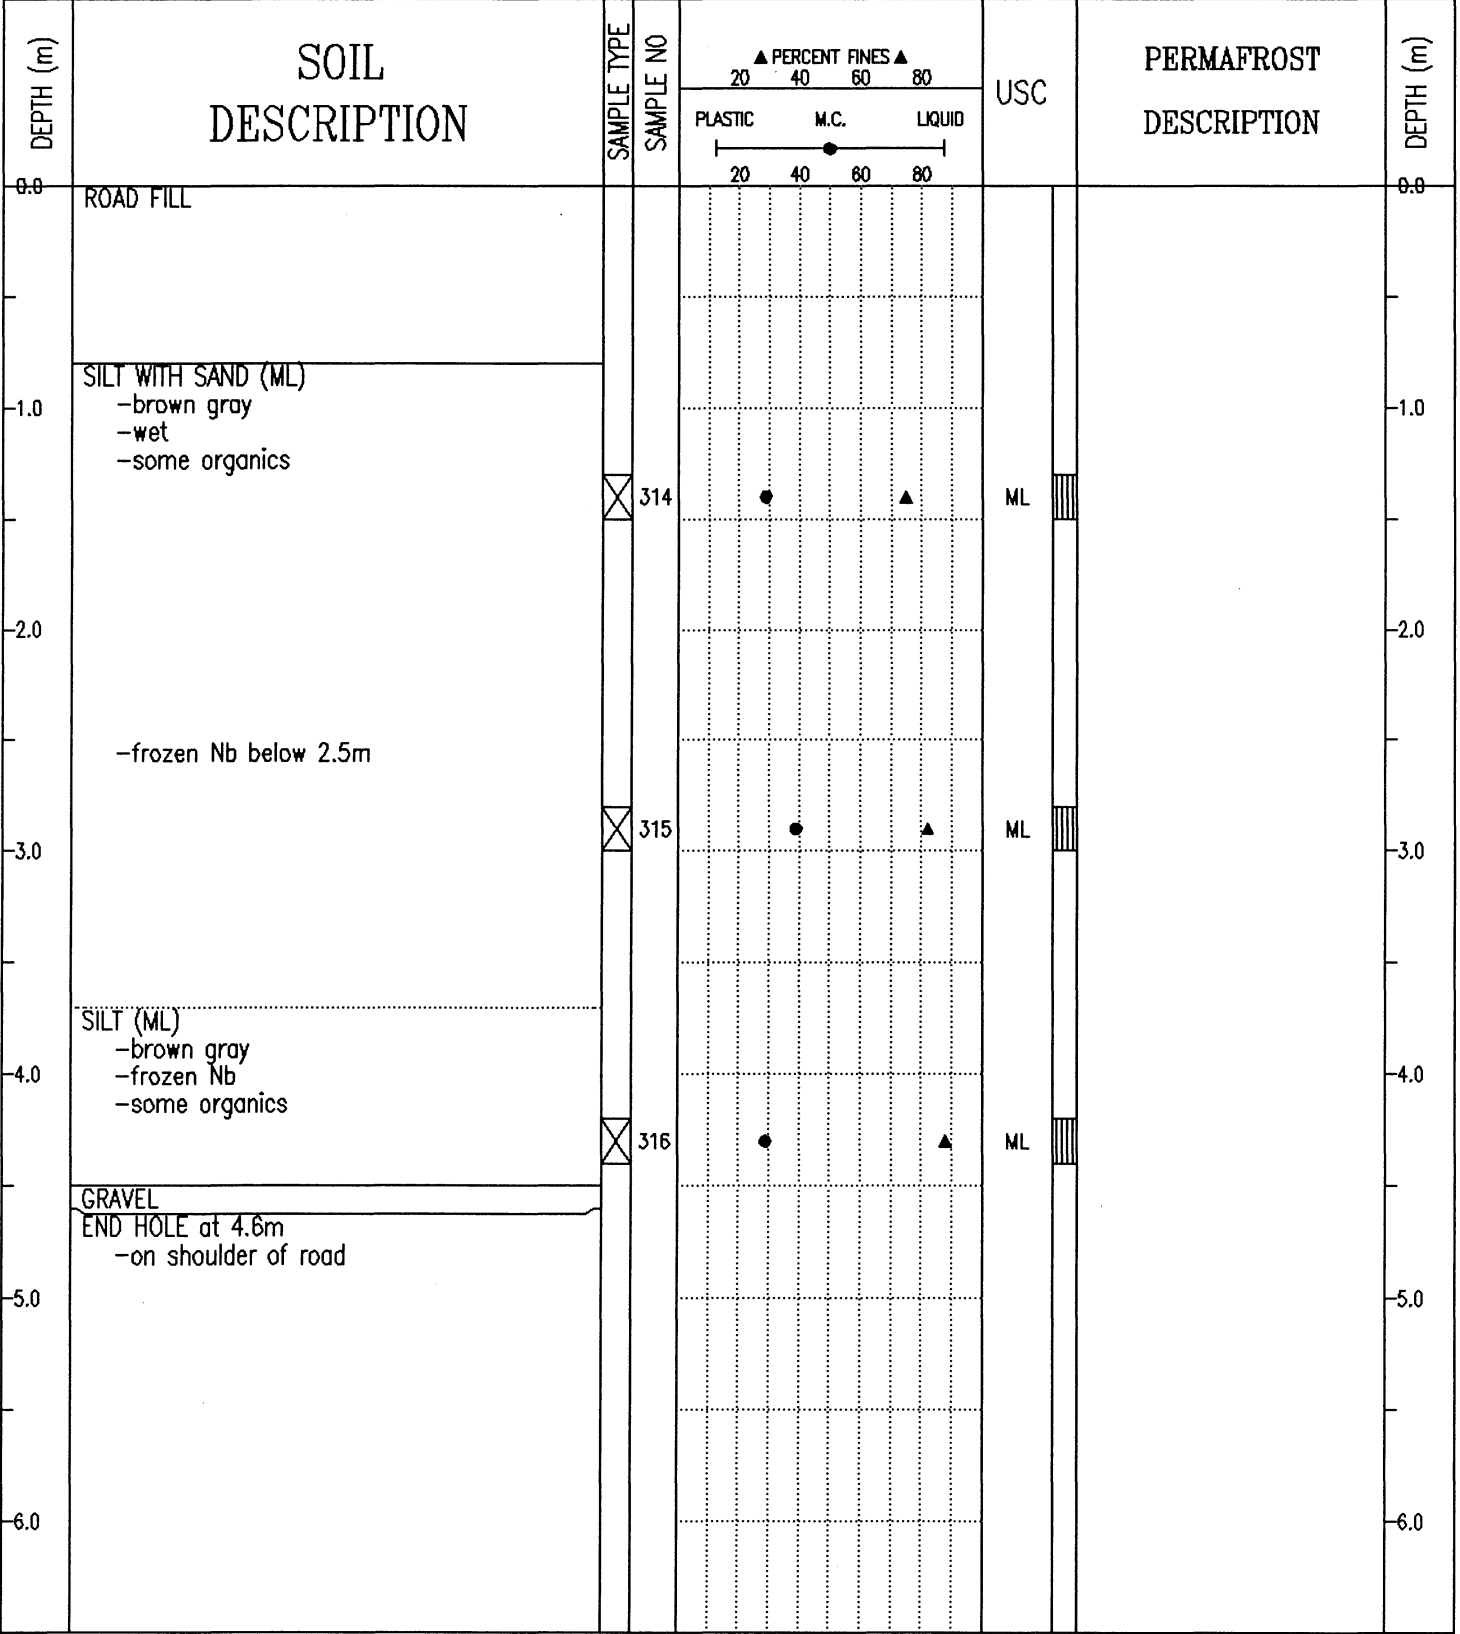 DEPTH (m)
SOIL
DESCRIPTION
SAMPLE TYPE
SAMPLE NO
▲ PERCENT FINES ▲
20 40 60 80
PLASTIC M.C. LIQUID
20 40 60 80
USC
PERMAFROST
DESCRIPTION
DEPTH (m)
0.0 0.0
ROAD FILL
SILT WITH SAND (ML)
1.0 -brown gray 1.0
-wet
-some organics
314 ML
2.0 2.0
-frozen Nb below 2.5m
315 ML
3.0 3.0
SILT (ML)
-brown gray
4.0 -frozen Nb 4.0
-some organics
316 ML
GRAVEL
END HOLE at 4.6m
-on shoulder of road
5.0 5.0
6.0 6.0